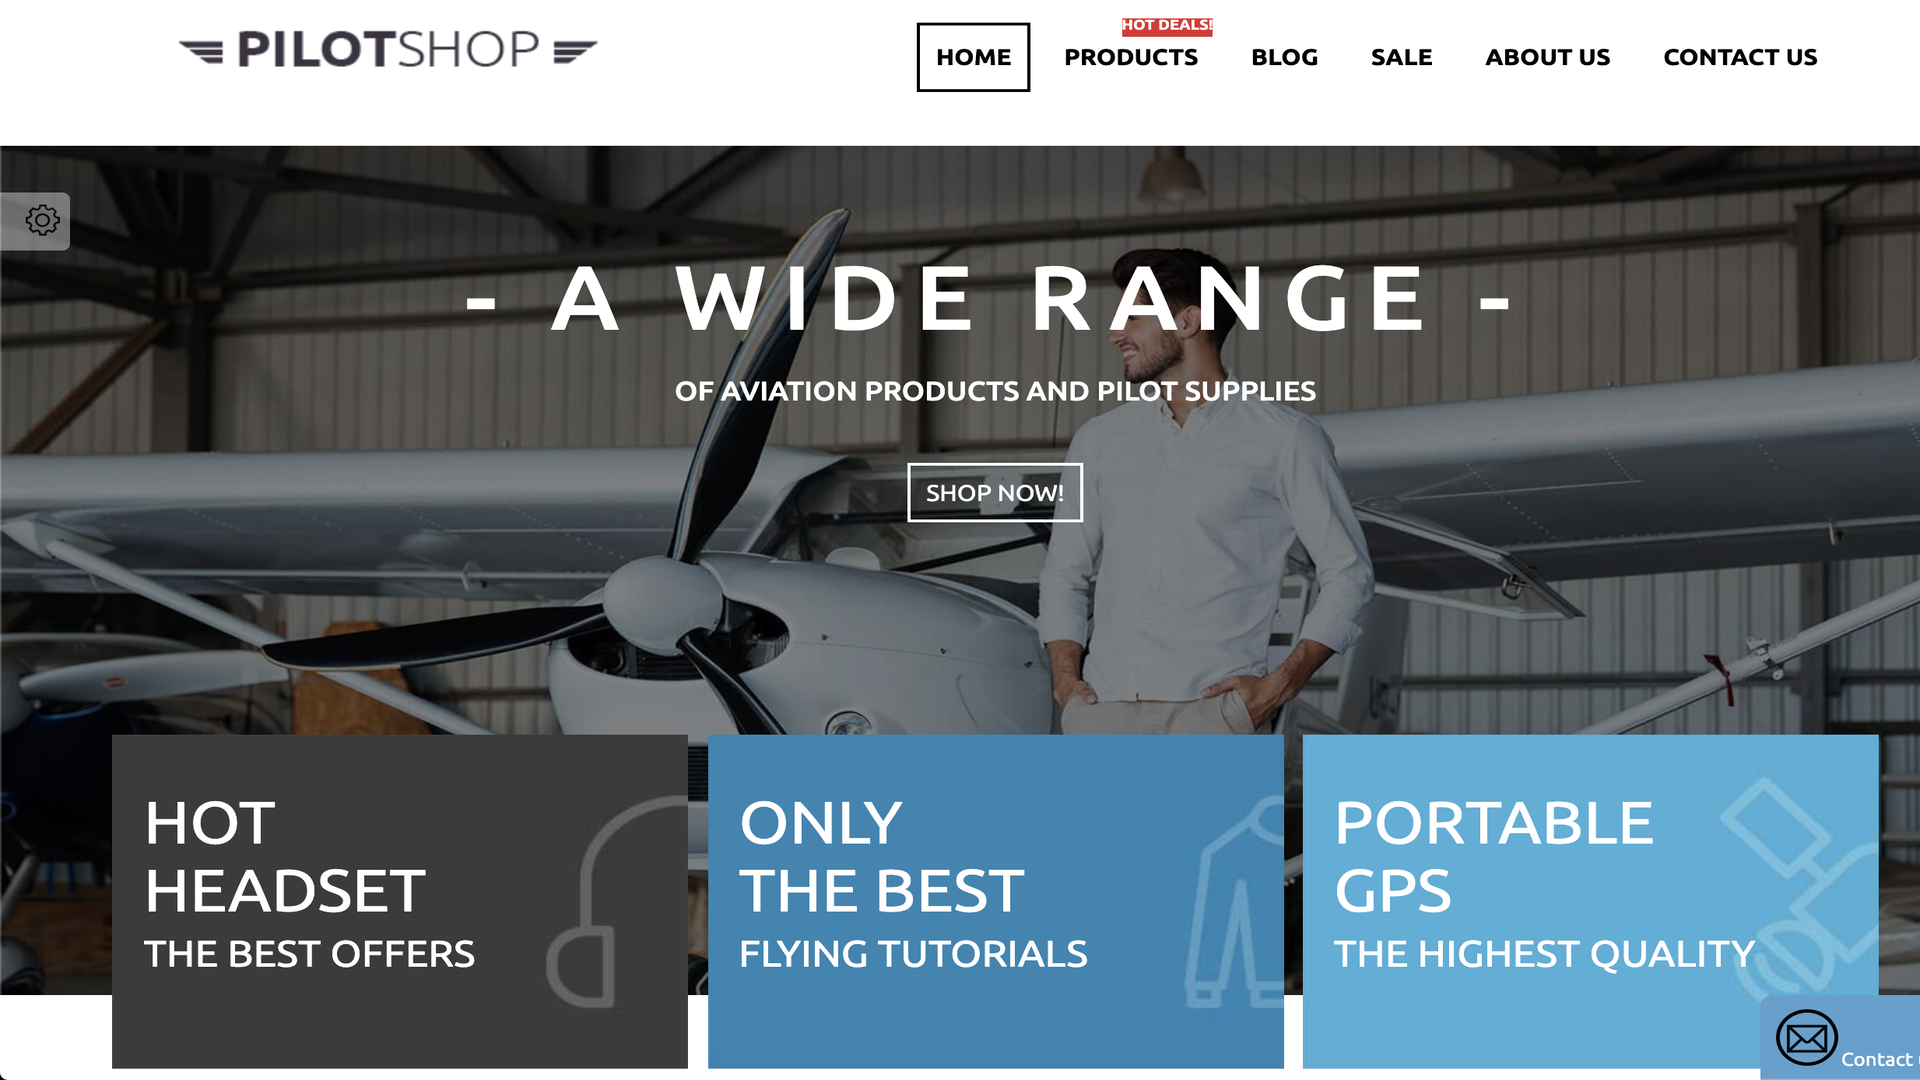 PILOTSHOP
HOT DEALS!
HOME PRODUCTS BLOG SALE ABOUT US CONTACT US
- A WIDE RANGE -
OF AVIATION PRODUCTS AND PILOT SUPPLIES
SHOP NOW!
HOT
HEADSET
THE BEST OFFERS
ONLY
THE BEST
FLYING TUTORIALS
PORTABLE
GPS
THE HIGHEST QUALITY
Contact